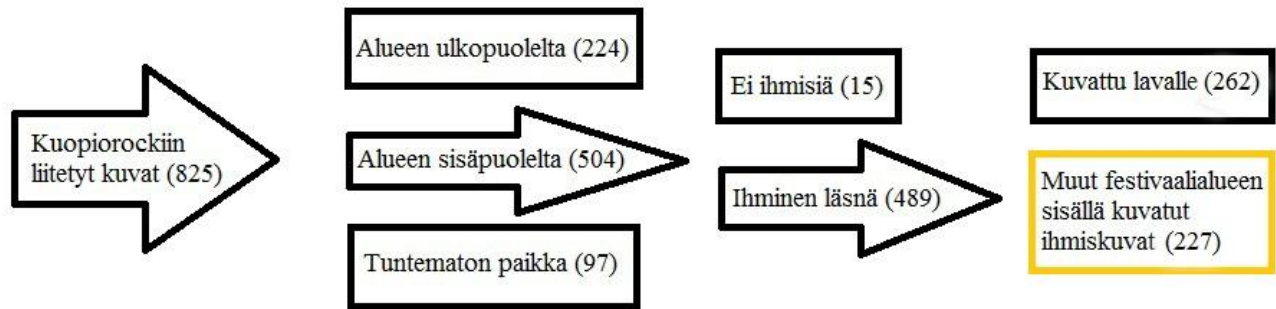 Kuopiorockiin
liitetyt kuvat (825)
Alueen ulkopuolelta (224)
Alueen sisäpuolelta (504)
Tuntematon paikka (97)
Ei ihmisiä (15)
Ihminen läsnä (489)
Kuvattu lavalle (262)
Muut festivaalialueen
sisällä kuvatut
ihmiskuvat (227)